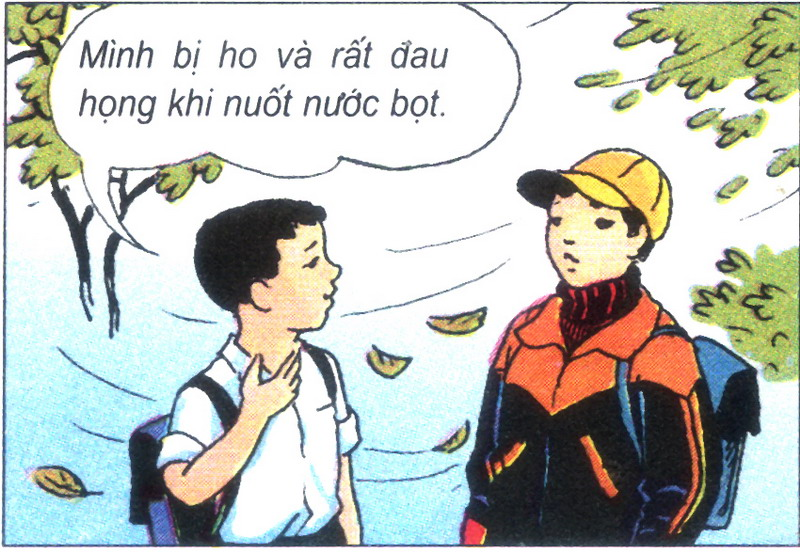 Mình bị ho và rất đau
họng khi nuốt nước bọt.